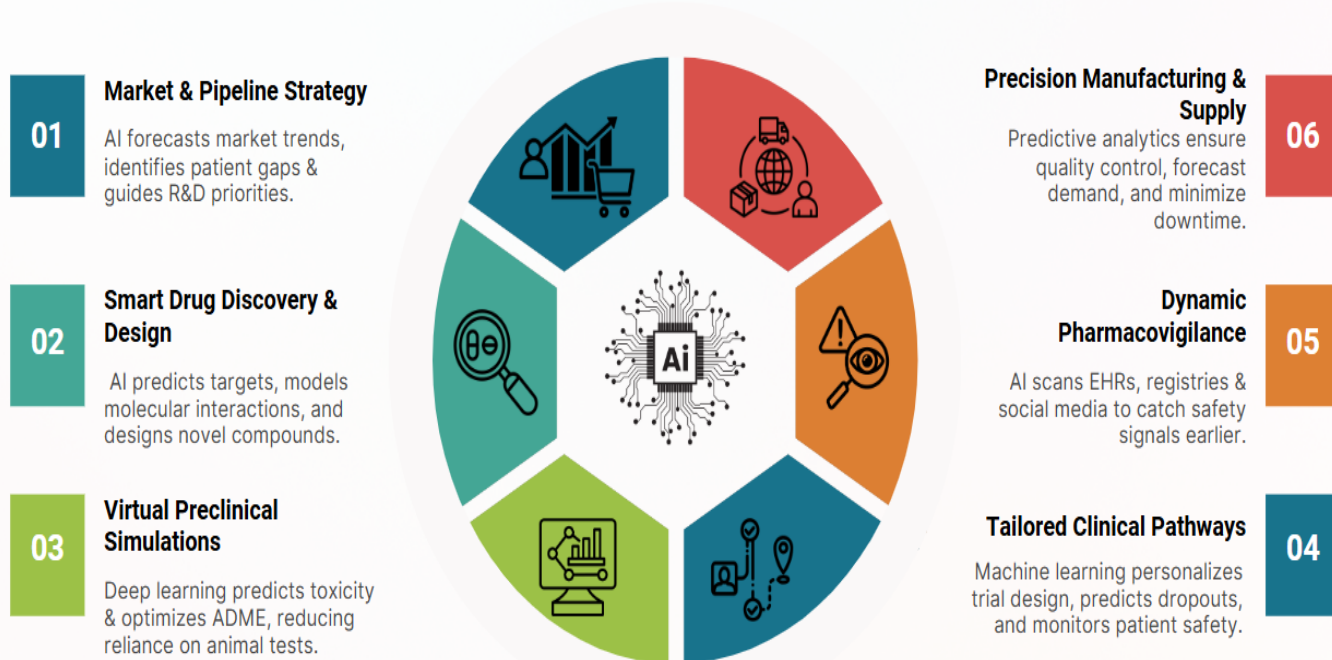 01
Market & Pipeline Strategy
AI forecasts market trends,
identifies patient gaps &
guides R&D priorities.
02
Smart Drug Discovery &
Design
AI predicts targets, models
molecular interactions, and
designs novel compounds.
03
Virtual Preclinical
Simulations
Deep learning predicts toxicity
& optimizes ADME, reducing
reliance on animal tests.
Ai
Precision Manufacturing &
Supply
Predictive analytics ensure
quality control, forecast
demand, and minimize
downtime.
06
Dynamic
Pharmacovigilance
AI scans EHRs, registries &
social media to catch safety
signals earlier.
05
Tailored Clinical Pathways
Machine learning personalizes
trial design, predicts dropouts,
and monitors patient safety.
04